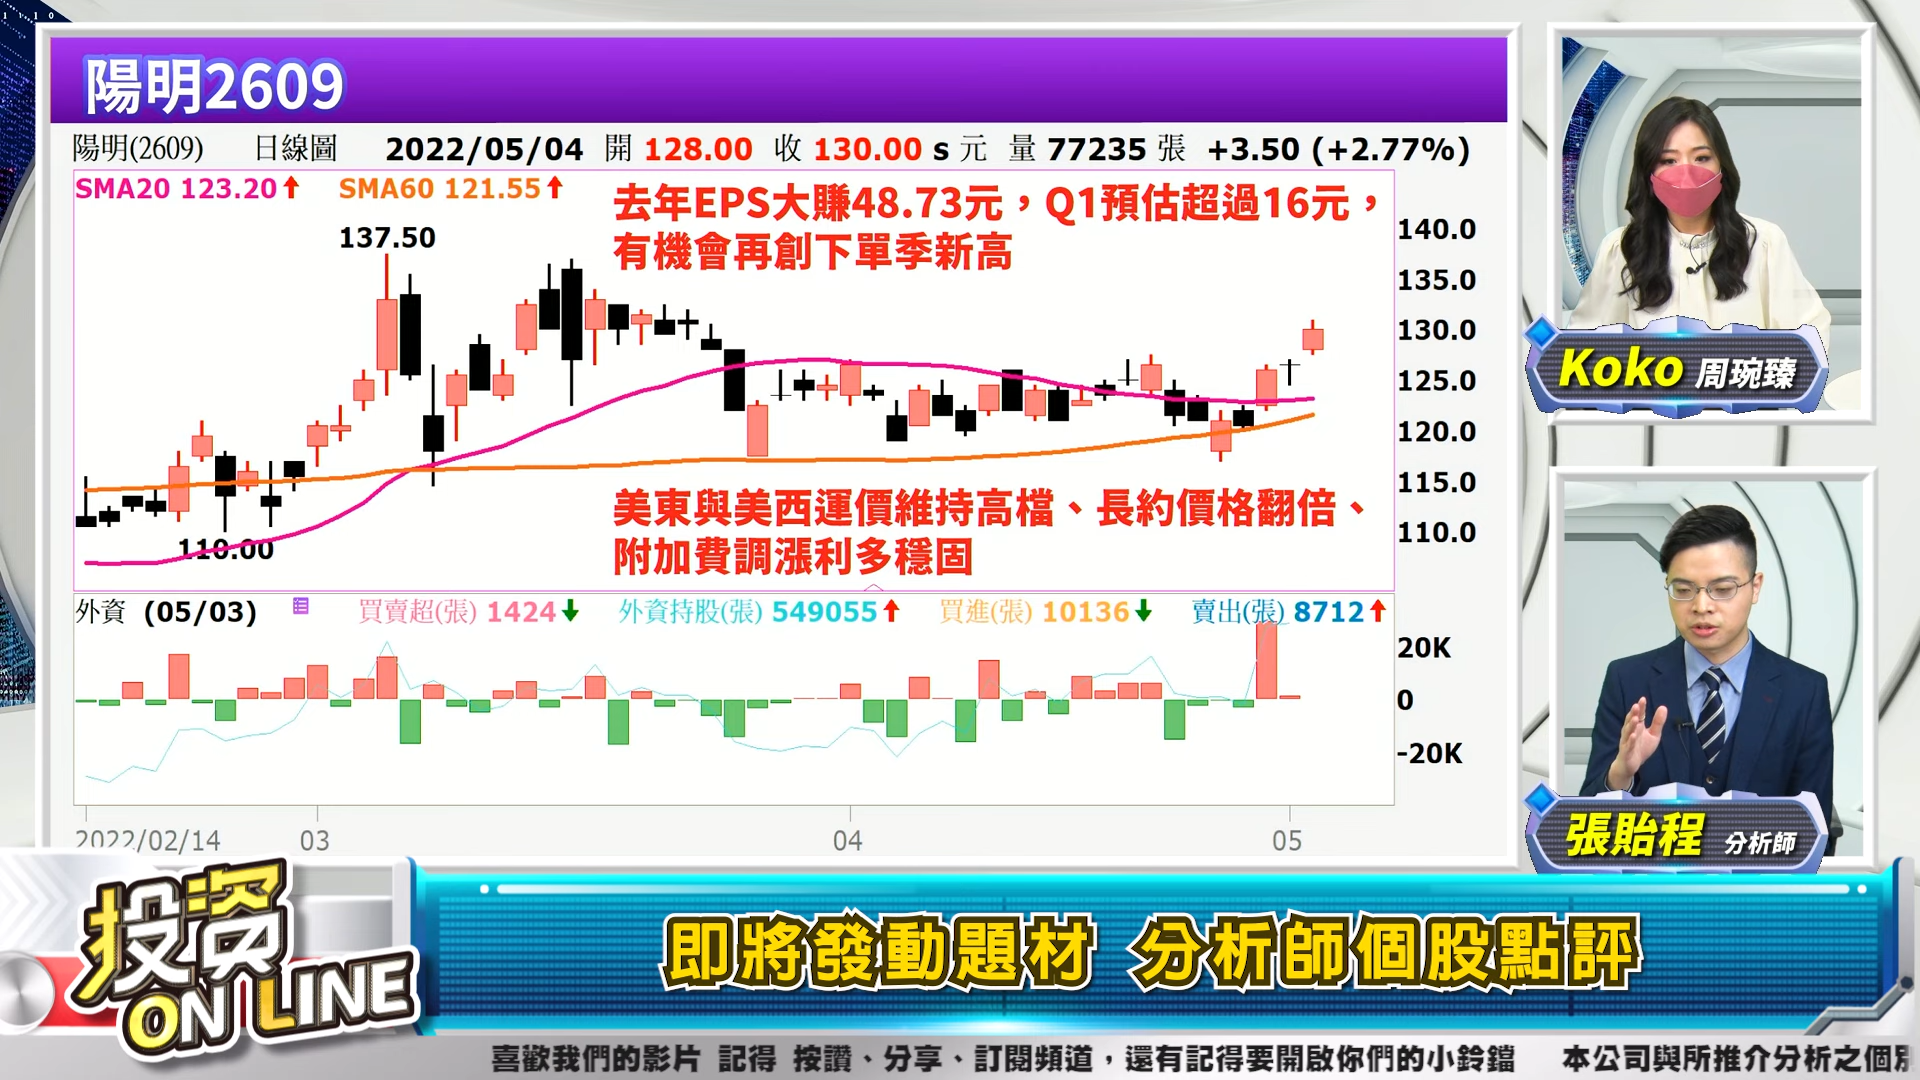 陽明2609
陽明(2609) 日線圖 2022/05/04 開 128.00 收 130.00 s 元 量 77235 張 +3.50 (+2.77%)
SMA20 123.20↑ SMA60 121.55↑
去年EPS大賺48.73元，Q1預估超過16元，
有機會再創下單季新高
137.50
140.0
135.0
130.0
125.0
120.0
115.0
110.0
110.00
美東與美西運價維持高檔、長約價格翻倍、
附加費調漲利多穩固
外資 (05/03) 買賣超(張) 1424↓ 外資持股(張) 549055↑ 買進(張) 10136↓ 賣出(張) 8712↑
20K
0
-20K
2022/02/14 03 04 05
Koko 周琬臻
張貽程 分析師
投資
ON LINE
即將發動題材 分析師個股點評
喜歡我們的影片 記得 按讚、分享、訂閱頻道，還有記得要開啟你們的小鈴鐺 本公司與所推介分析之個別